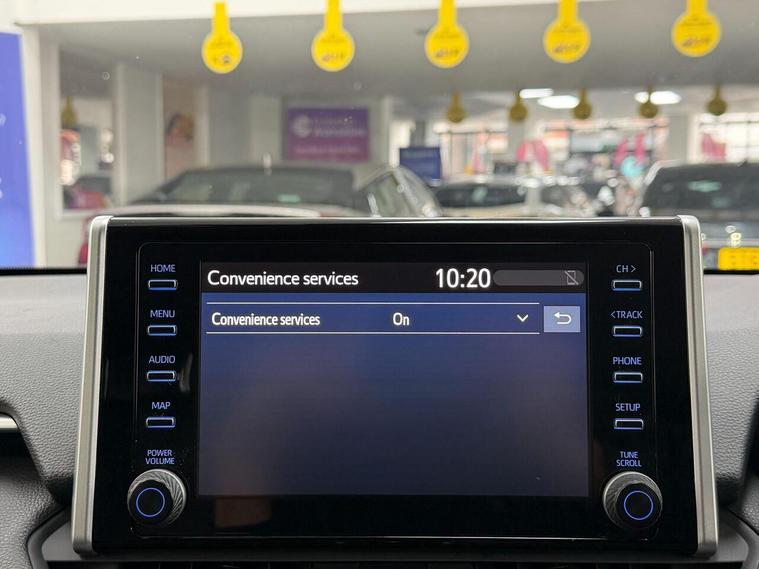 HOME
MENU
AUDIO
MAP
POWER
VOLUME
Convenience services 10:20
Convenience services On
CH >
<TRACK
PHONE
SETUP
TUNE
SCROLL